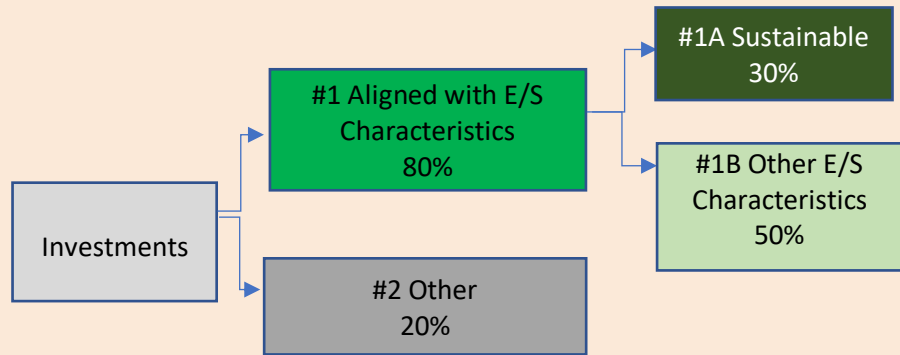 #1A Sustainable
30%
#1 Aligned with E/S
Characteristics
80%
#1B Other E/S
Characteristics
50%
Investments
#2 Other
20%